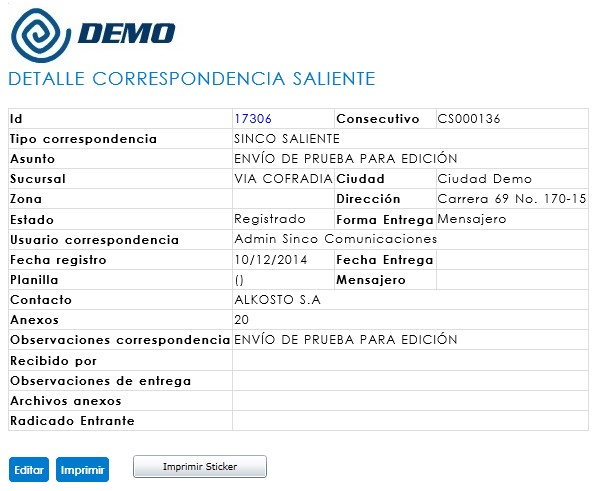 DEMO
DETALLE CORRESPONDENCIA SALIENTE
Id 17306 Consecutivo CS000136
Tipo correspondencia SINCO SALIENTE
Asunto ENVÍO DE PRUEBA PARA EDICIÓN
Sucursal VIA COFRADIA Ciudad Ciudad Demo
Zona Dirección Carrera 69 No. 170-15
Estado Registrado Forma Entrega Mensajero
Usuario correspondencia Admin Sinco Comunicaciones
Fecha registro 10/12/2014 Fecha Entrega
Planilla () Mensajero
Contacto ALKOSTO S.A
Anexos 20
Observaciones correspondencia ENVÍO DE PRUEBA PARA EDICIÓN
Recibido por
Observaciones de entrega
Archivos anexos
Radicado Entrante
Editar Imprimir Imprimir Sticker